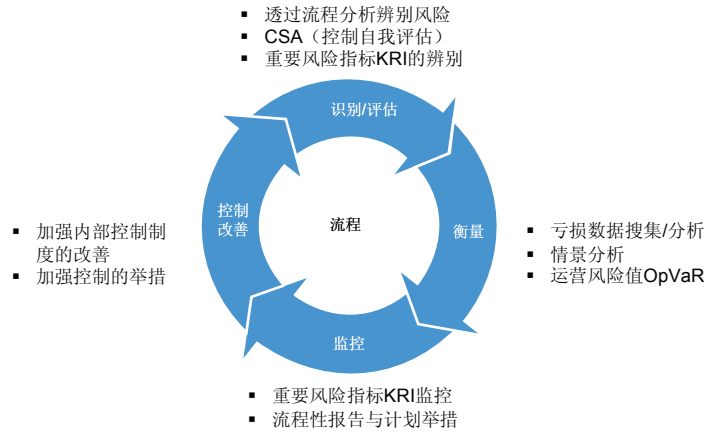 ▪ 透过流程分析辨别风险
▪ CSA（控制自我评估）
▪ 重要风险指标KRI的辨别
识别/评估
控制
改善
流程
衡量
▪ 加强内部控制制
度的改善
▪ 加强控制的举措
▪ 亏损数据搜集/分析
▪ 情景分析
▪ 运营风险值OpVaR
监控
▪ 重要风险指标KRI监控
▪ 流程性报告与计划举措